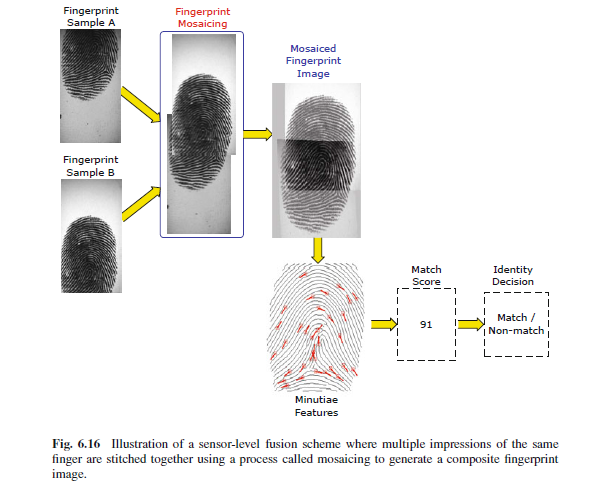 Fingerprint
Sample A
Fingerprint
Mosaicing
Mosaiced
Fingerprint
Image
Fingerprint
Sample B
Match
Score
Identity
Decision
91
Match /
Non-match
Minutiae
Features
Fig. 6.16 Illustration of a sensor-level fusion scheme where multiple impressions of the same
finger are stitched together using a process called mosaicing to generate a composite fingerprint
image.